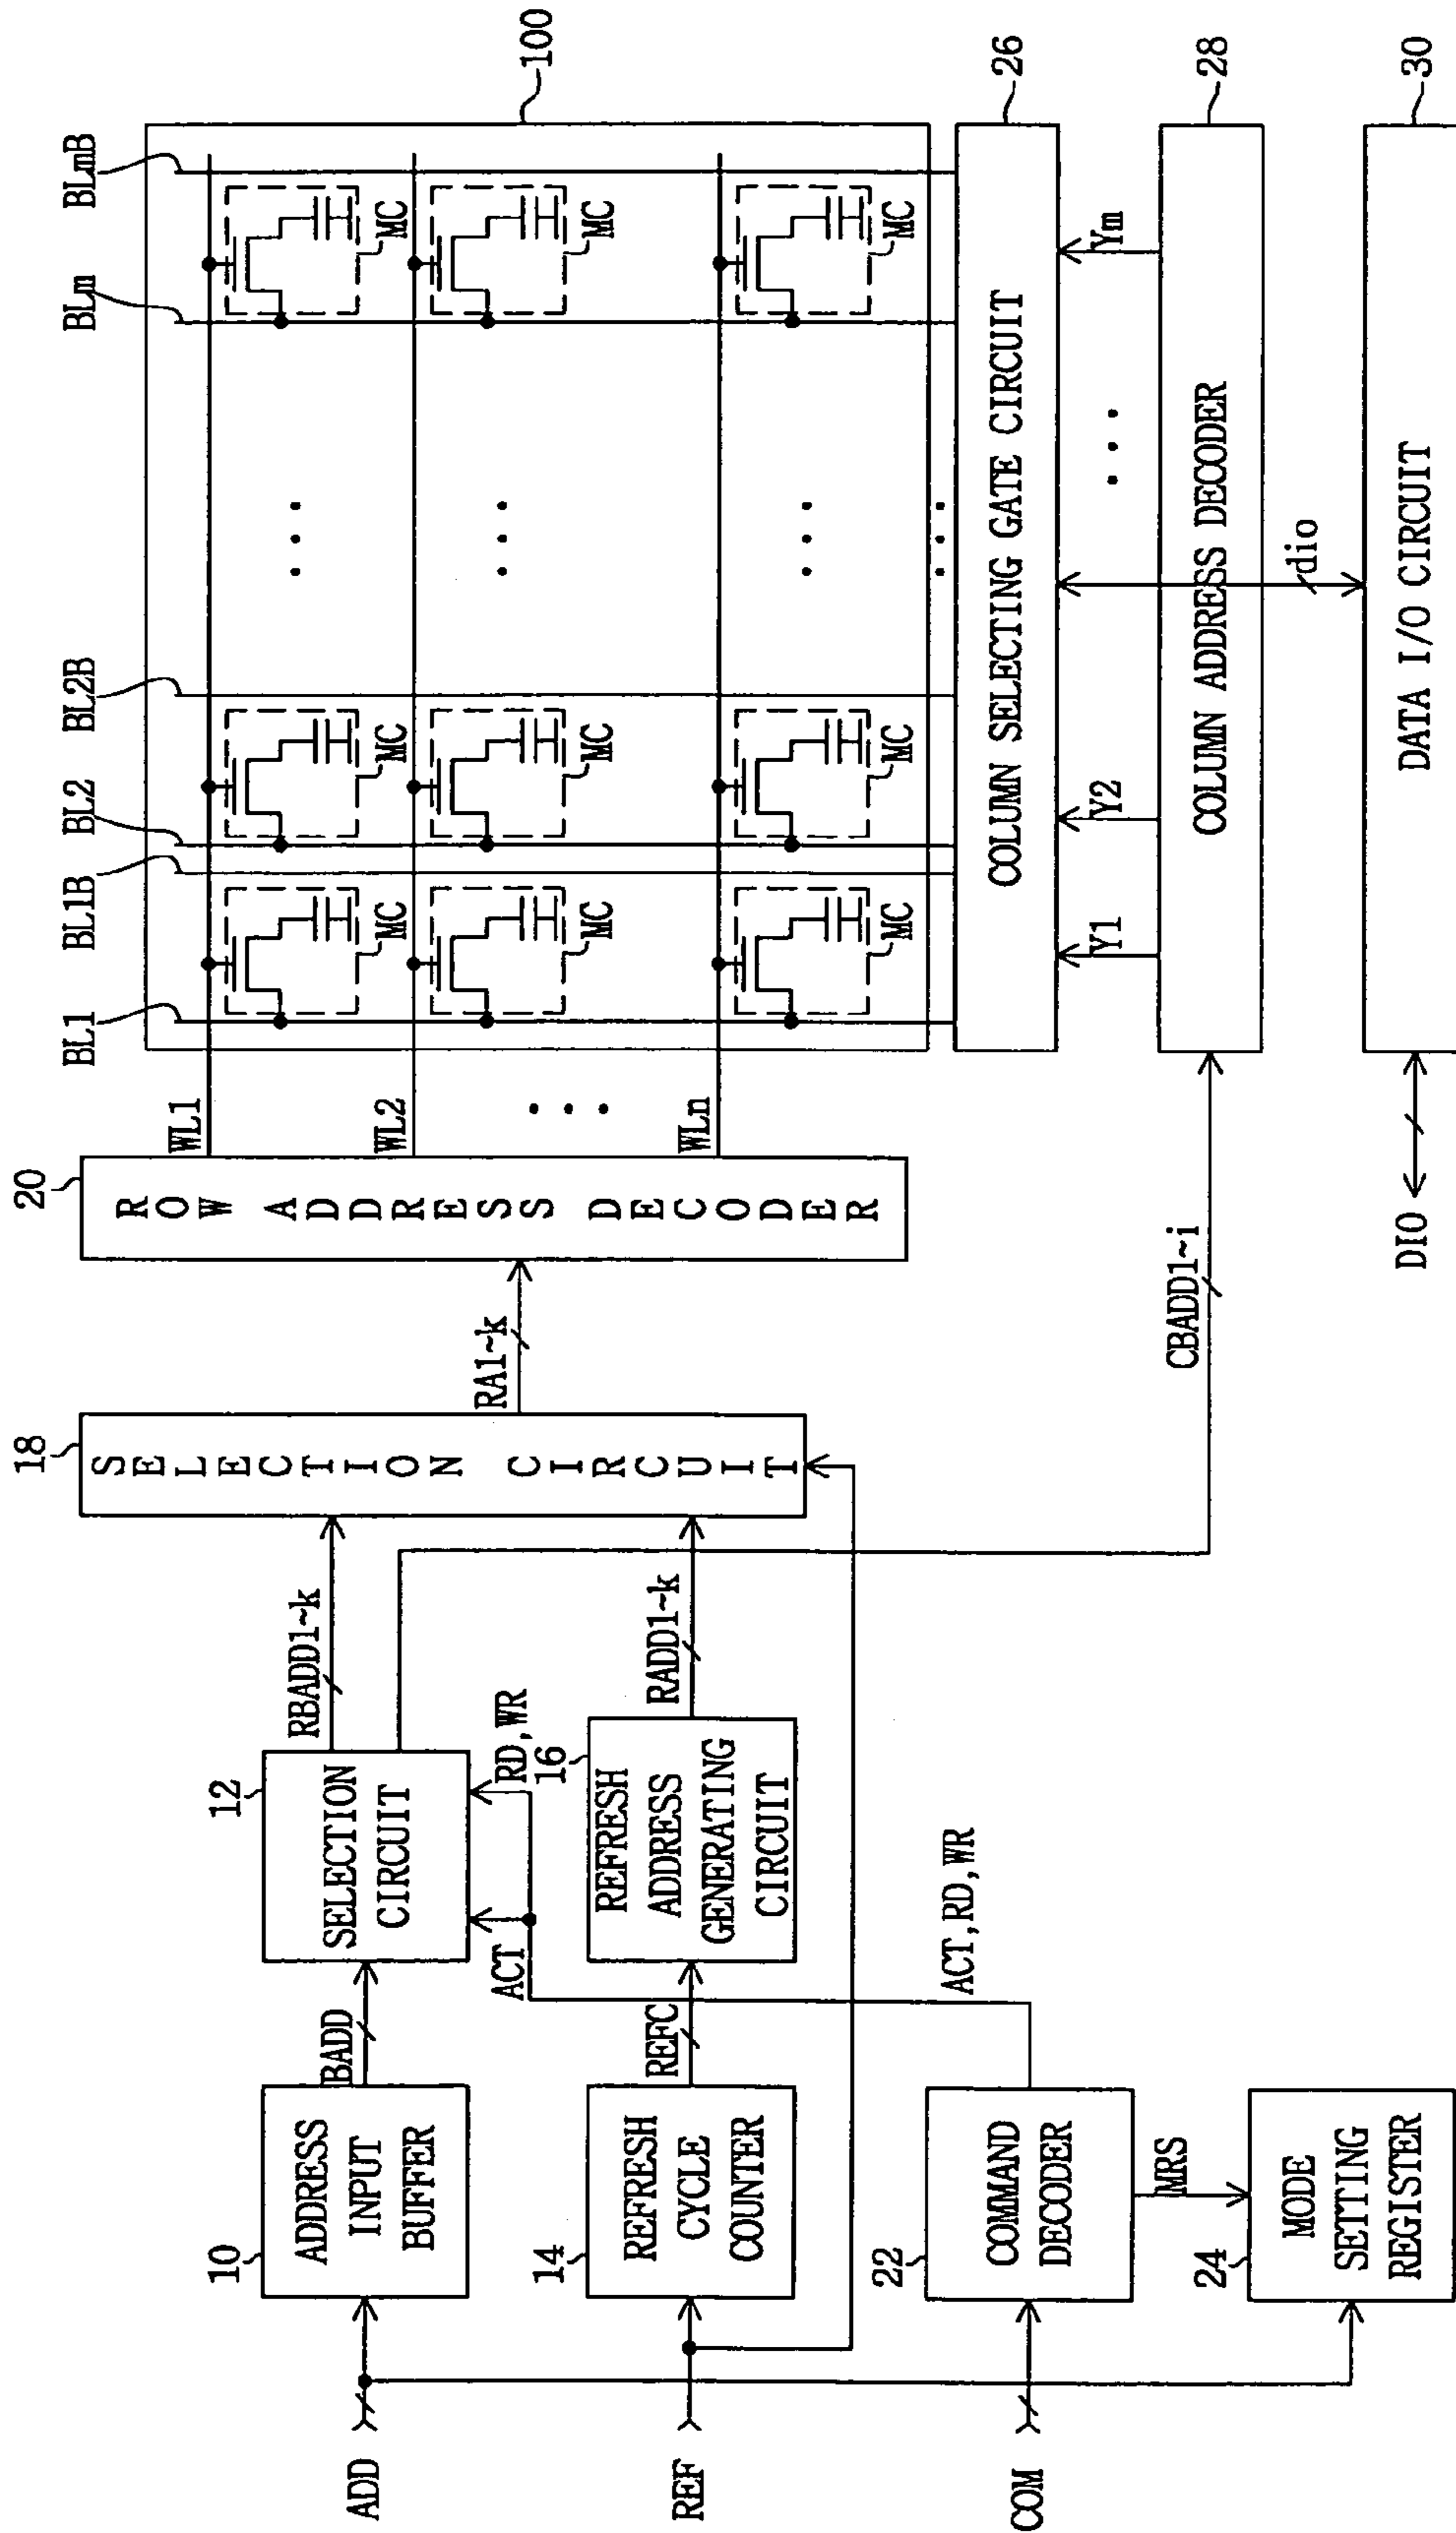 BL1
BL1B
BL2
BL2B
BLm
BLmB
100
20
ROW ADDRESS DECODER
WL1
WL2
WLn
MC
MC
MC
MC
MC
MC
MC
MC
MC
18
SELECTION CIRCUIT
RA1~k
COLUMN SELECTING GATE CIRCUIT
26
Y1
Y2
Ym
COLUMN ADDRESS DECODER
28
dio
DATA I/O CIRCUIT
30
DIO
CBADD1~i
ADD
10
ADDRESS
INPUT
BUFFER
BADD
12
SELECTION
CIRCUIT
RBADD1~k
ACT
RD,WR
REF
14
REFRESH
CYCLE
COUNTER
REFC
16
REFRESH
ADDRESS
GENERATING
CIRCUIT
RADD1~k
COM
22
COMMAND
DECODER
ACT,RD,WR
MRS
24
MODE
SETTING
REGISTER